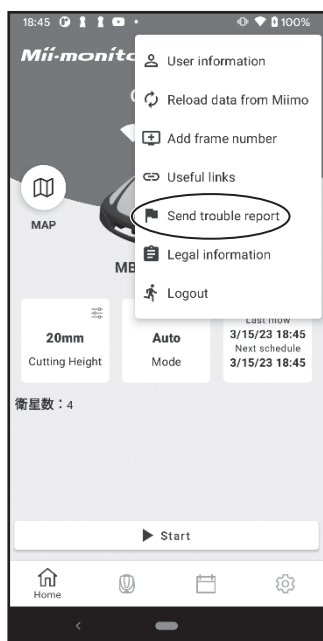 18:45
100%
Mii-monito
User information
Reload data from Miimo
Add frame number
Useful links
Send trouble report
Legal information
Logout
MAP
MB
20mm
Cutting Height
Auto
Mode
Last mow
3/15/23 18:45
Next schedule
3/15/23 18:45
衛星数：4
Start
Home